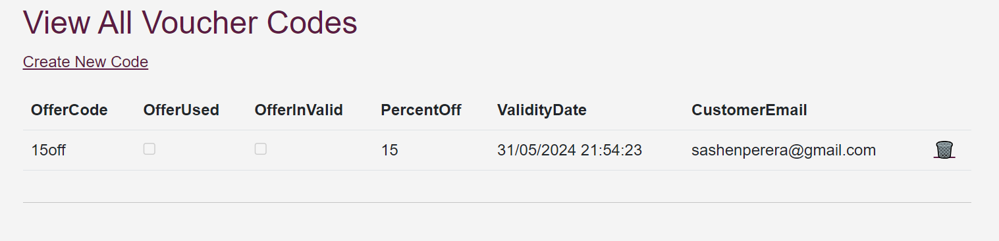 View All Voucher Codes
Create New Code
OfferCode OfferUsed OfferInValid PercentOff ValidityDate CustomerEmail
15off 15 31/05/2024 21:54:23 sashenperera@gmail.com